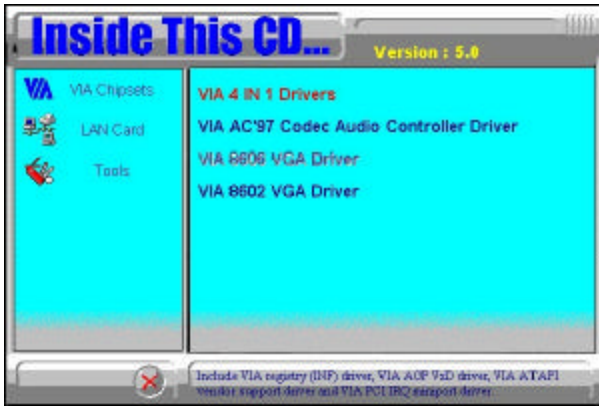 Inside This CD...
Version : 5.0
VIA
VIA Chipsets
LAN Card
Tools
VIA 4 IN 1 Drivers
VIA AC'97 Codec Audio Controller Driver
VIA 8606 VGA Driver
VIA 8602 VGA Driver
Include VIA registry (INF) driver, VIA AGP VxD driver, VIA ATAPI
vendor support driver and VIA PCI IRQ miniport driver